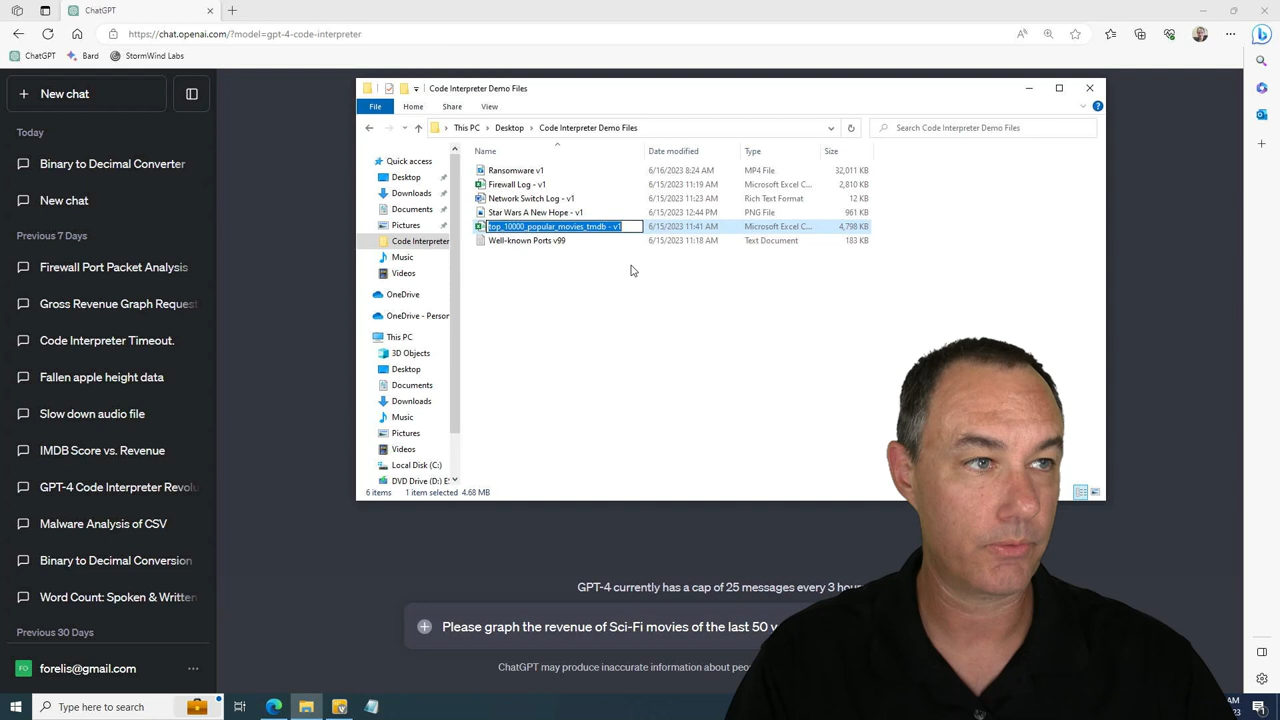 ChatGPT
https://chat.openai.com/?model=gpt-4-code-interpreter
ChatGPT
Bard
StormWind Labs
New chat
Today
Binary to Decimal Converter
New chat
Previous 7 Days
Firewall Port Packet Analysis
Gross Revenue Graph Request
Code Interpreter Timeout.
Fallen apple height data
Slow down audio file
IMDB Score vs. Revenue
GPT-4 Code Interpreter Revolu
Malware Analysis of CSV
Binary to Decimal Conversion
Word Count: Spoken & Written
Previous 30 Days
FO forelis@gmail.com
Code Interpreter Demo Files
File Home Share View
This PC > Desktop > Code Interpreter Demo Files
Search Code Interpreter Demo Files
Quick access
Desktop
Downloads
Documents
Pictures
Code Interpreter
Music
Videos
OneDrive
OneDrive - Person
This PC
3D Objects
Desktop
Documents
Downloads
Music
Pictures
Videos
Local Disk (C:)
DVD Drive (D:) E
Name Date modified Type Size
Ransomware v1 6/16/2023 8:24 AM MP4 File 32,011 KB
Firewall Log - v1 6/15/2023 11:19 AM Microsoft Excel C... 2,810 KB
Network Switch Log - v1 6/15/2023 11:23 AM Rich Text Format 12 KB
Star Wars A New Hope - v1 6/15/2023 12:44 PM PNG File 961 KB
top_10000_popular_movies_tmdb - v1 6/15/2023 11:41 AM Microsoft Excel C... 4,798 KB
Well-known Ports v99 6/15/2023 11:18 AM Text Document 183 KB
6 items 1 item selected 4.68 MB
GPT-4 currently has a cap of 25 messages every 3 hour
Please graph the revenue of Sci-Fi movies of the last 50
ChatGPT may produce inaccurate information about
Type here to search